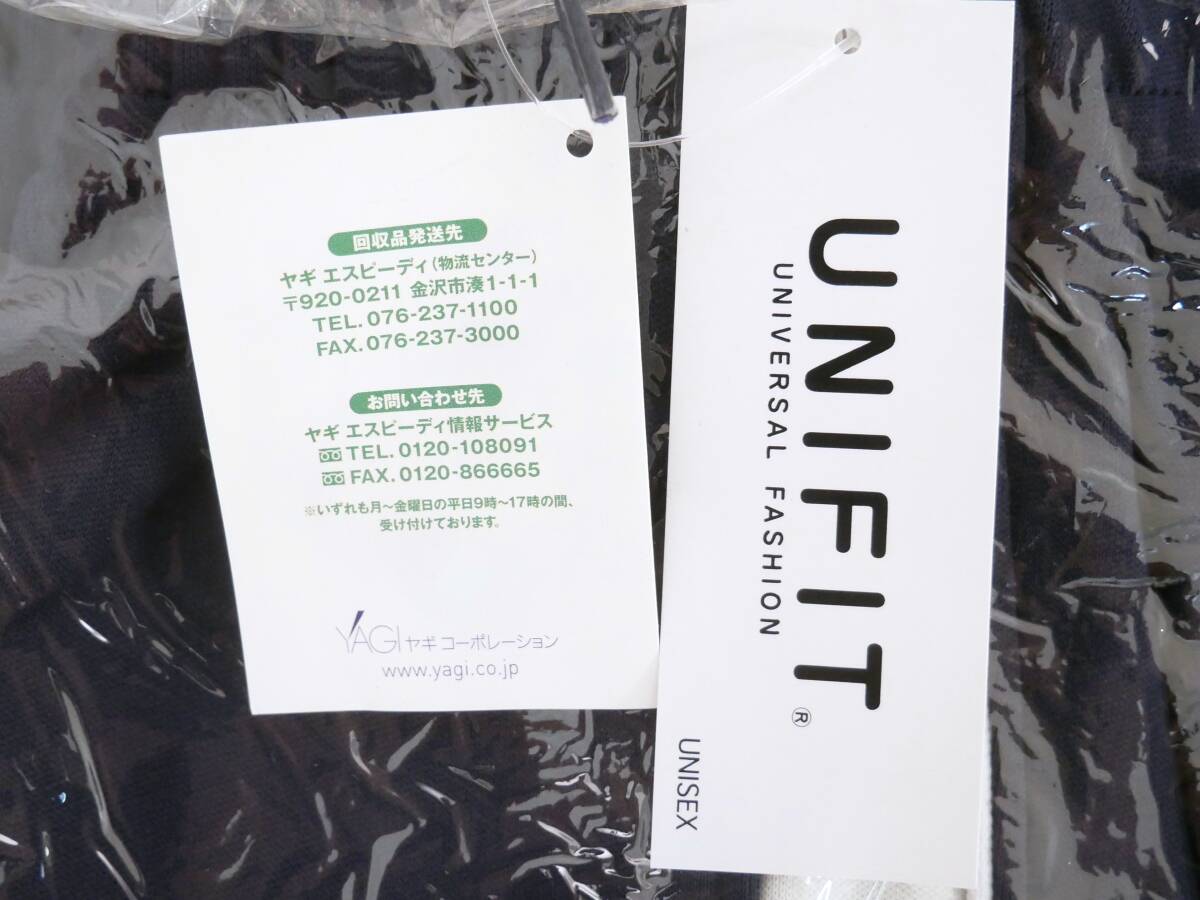 回収品発送先
ヤギ エスピーディ(物流センター)
〒920-0211 金沢市湊1-1-1
TEL.076-237-1100
FAX.076-237-3000
お問い合わせ先
ヤギ エスピーディ情報サービス
TEL.0120-108091
FAX.0120-866665
※いずれも月〜金曜日の平日9時〜17時の間、
受け付けております。
YAGI ヤギ コーポレーション
www.yagi.co.jp
UNIFIT®
UNIVERSAL FASHION
UNISEX